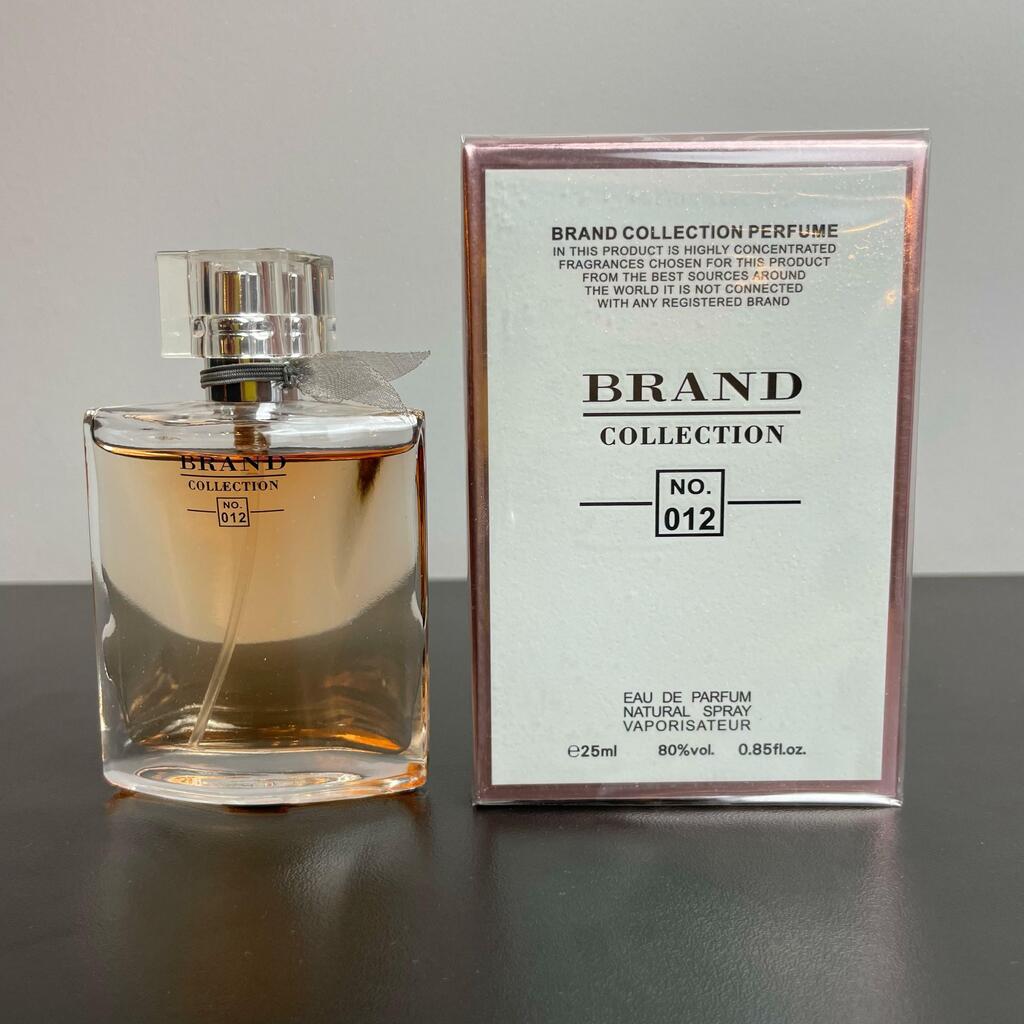 BRAND
COLLECTION
NO.
012
BRAND COLLECTION PERFUME
IN THIS PRODUCT IS HIGHLY CONCENTRATED
FRAGRANCES CHOSEN FOR THIS PRODUCT
FROM THE BEST SOURCES AROUND
THE WORLD IT IS NOT CONNECTED
WITH ANY REGISTERED BRAND
BRAND
COLLECTION
NO.
012
EAU DE PARFUM
NATURAL SPRAY
VAPORISATEUR
℮25ml 80%vol. 0.85fl.oz.